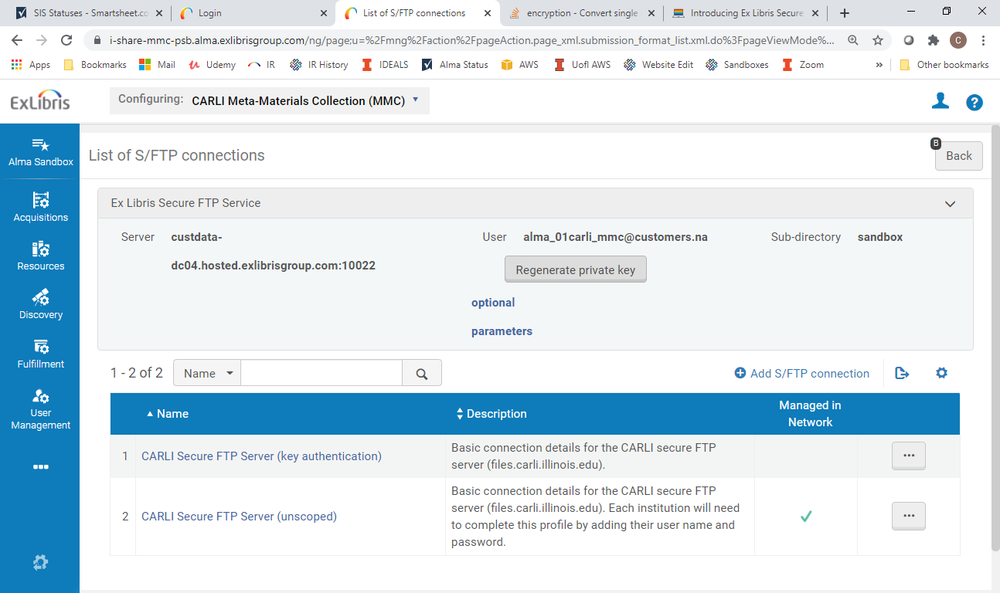 SIS Statuses - Smartsheet.co
Login
List of S/FTP connections
encryption - Convert single
Introducing Ex Libris Secure
i-share-mmc-psb.alma.exlibrisgroup.com/ng/page;u=%2Fmng%2Faction%2FpageAction.page_xml.submission_format_list.xml.do%3FpageViewMode%...
C
Apps
Bookmarks
Mail
Udemy
IR
IR History
IDEALS
Alma Status
AWS
UofI AWS
Website Edit
Sandboxes
Zoom
»
Other bookmarks
ExLibris
Configuring: CARLI Meta-Materials Collection (MMC)
Alma Sandbox
Acquisitions
Resources
Discovery
Fulfillment
User
Management
List of S/FTP connections
B
Back
Ex Libris Secure FTP Service
Server custdata-
dc04.hosted.exlibrisgroup.com:10022
User alma_01carli_mmc@customers.na
Regenerate private key
optional
parameters
Sub-directory sandbox
1 - 2 of 2
Name
Add S/FTP connection
Name
Description
Managed in
Network
1 CARLI Secure FTP Server (key authentication)
Basic connection details for the CARLI secure FTP
server (files.carli.illinois.edu).
2 CARLI Secure FTP Server (unscoped)
Basic connection details for the CARLI secure FTP
server (files.carli.illinois.edu). Each institution will need
to complete this profile by adding their user name and
password.